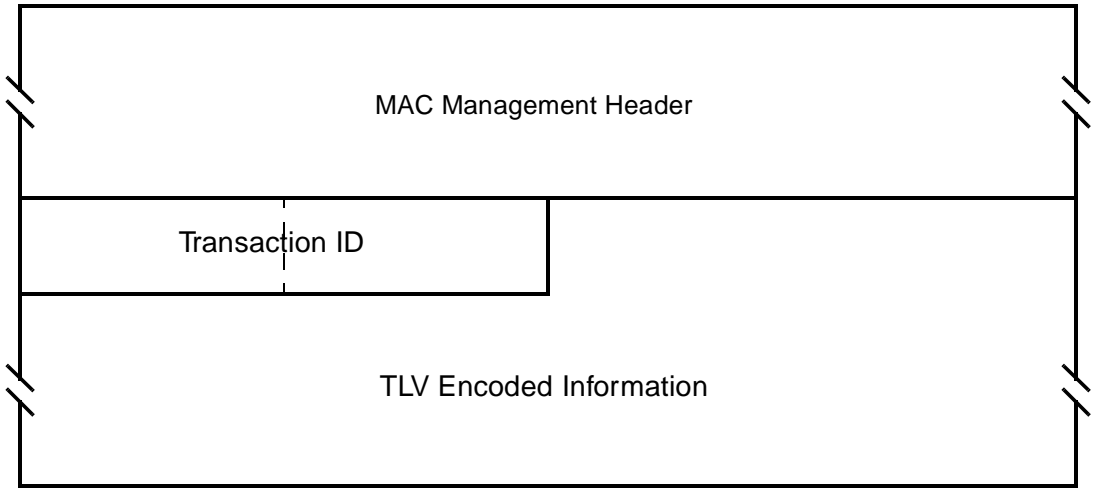 MAC Management Header
Transaction ID
TLV Encoded Information